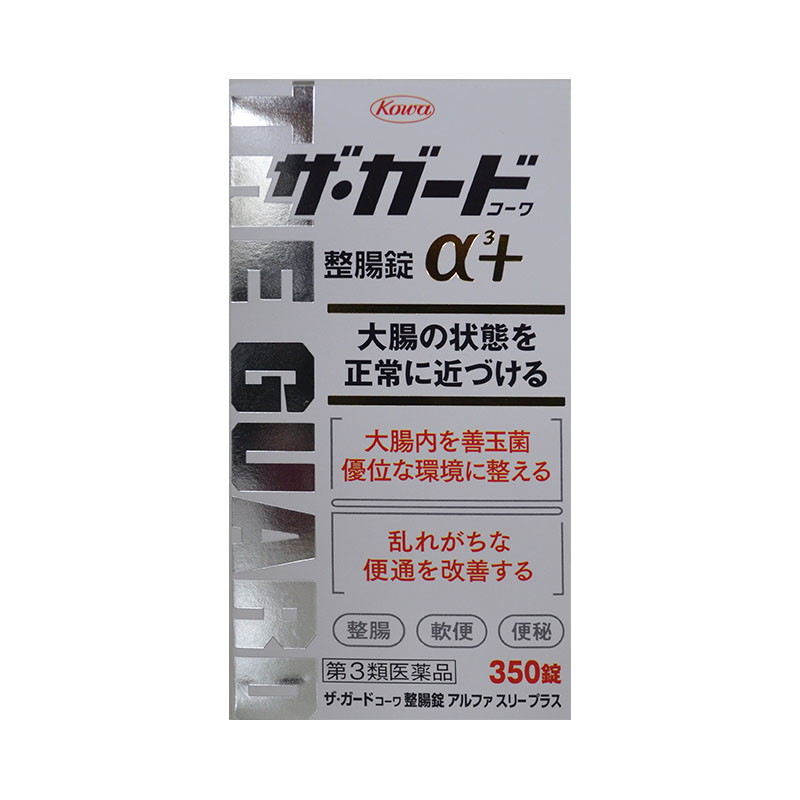 THE GUARD
Kowa
ザ・ガード
コーワ
整腸錠 α³+
大腸の状態を
正常に近づける
大腸内を善玉菌
優位な環境に整える
乱れがちな
便通を改善する
整腸 軟便 便秘
第3類医薬品 350錠
ザ・ガードコーワ整腸錠 アルファ スリー プラス